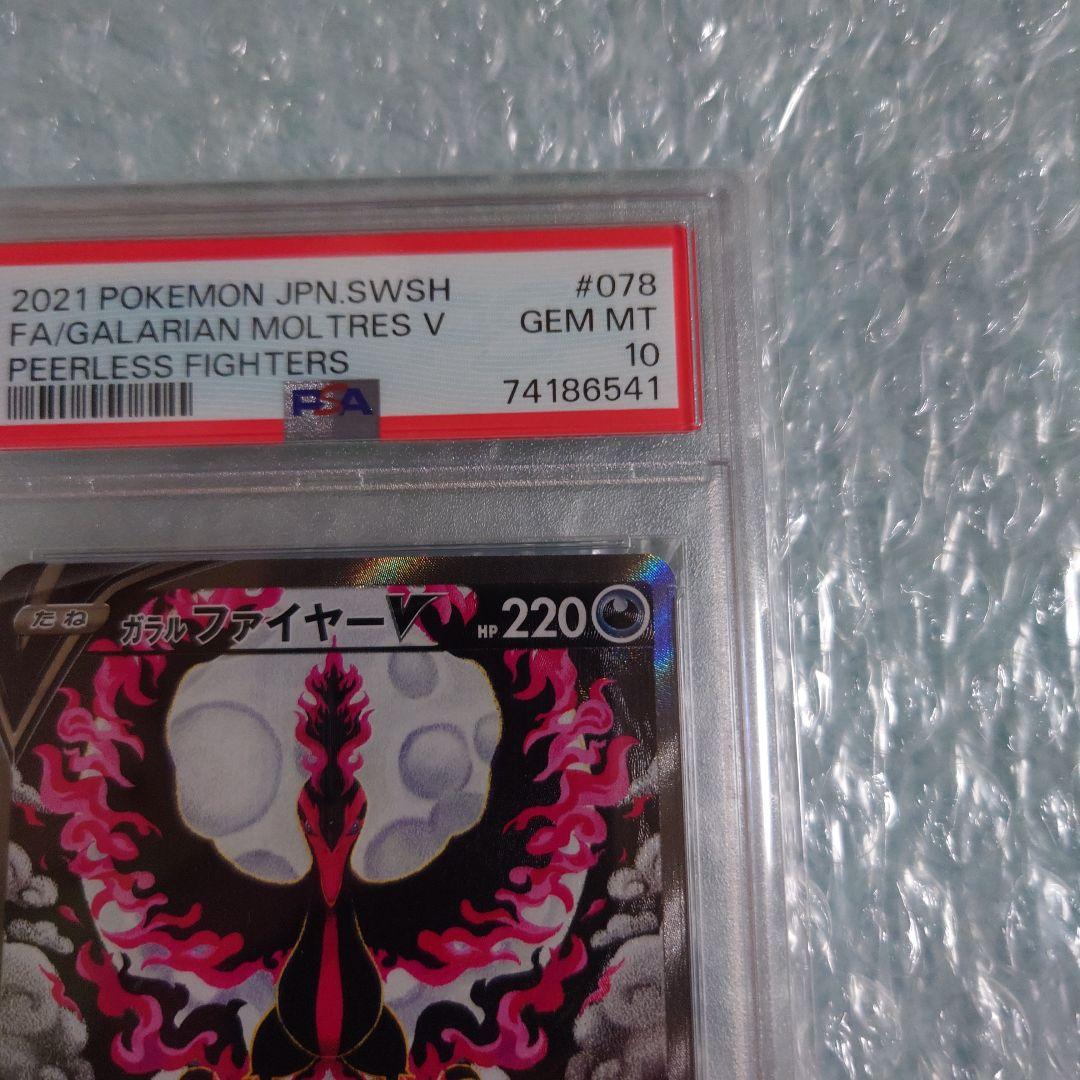 2021 POKEMON JPN.SWSH #078
FA/GALARIAN MOLTRES V GEM MT
PEERLESS FIGHTERS 10
PSA 74186541
たね ガラル ファイヤーV HP 220